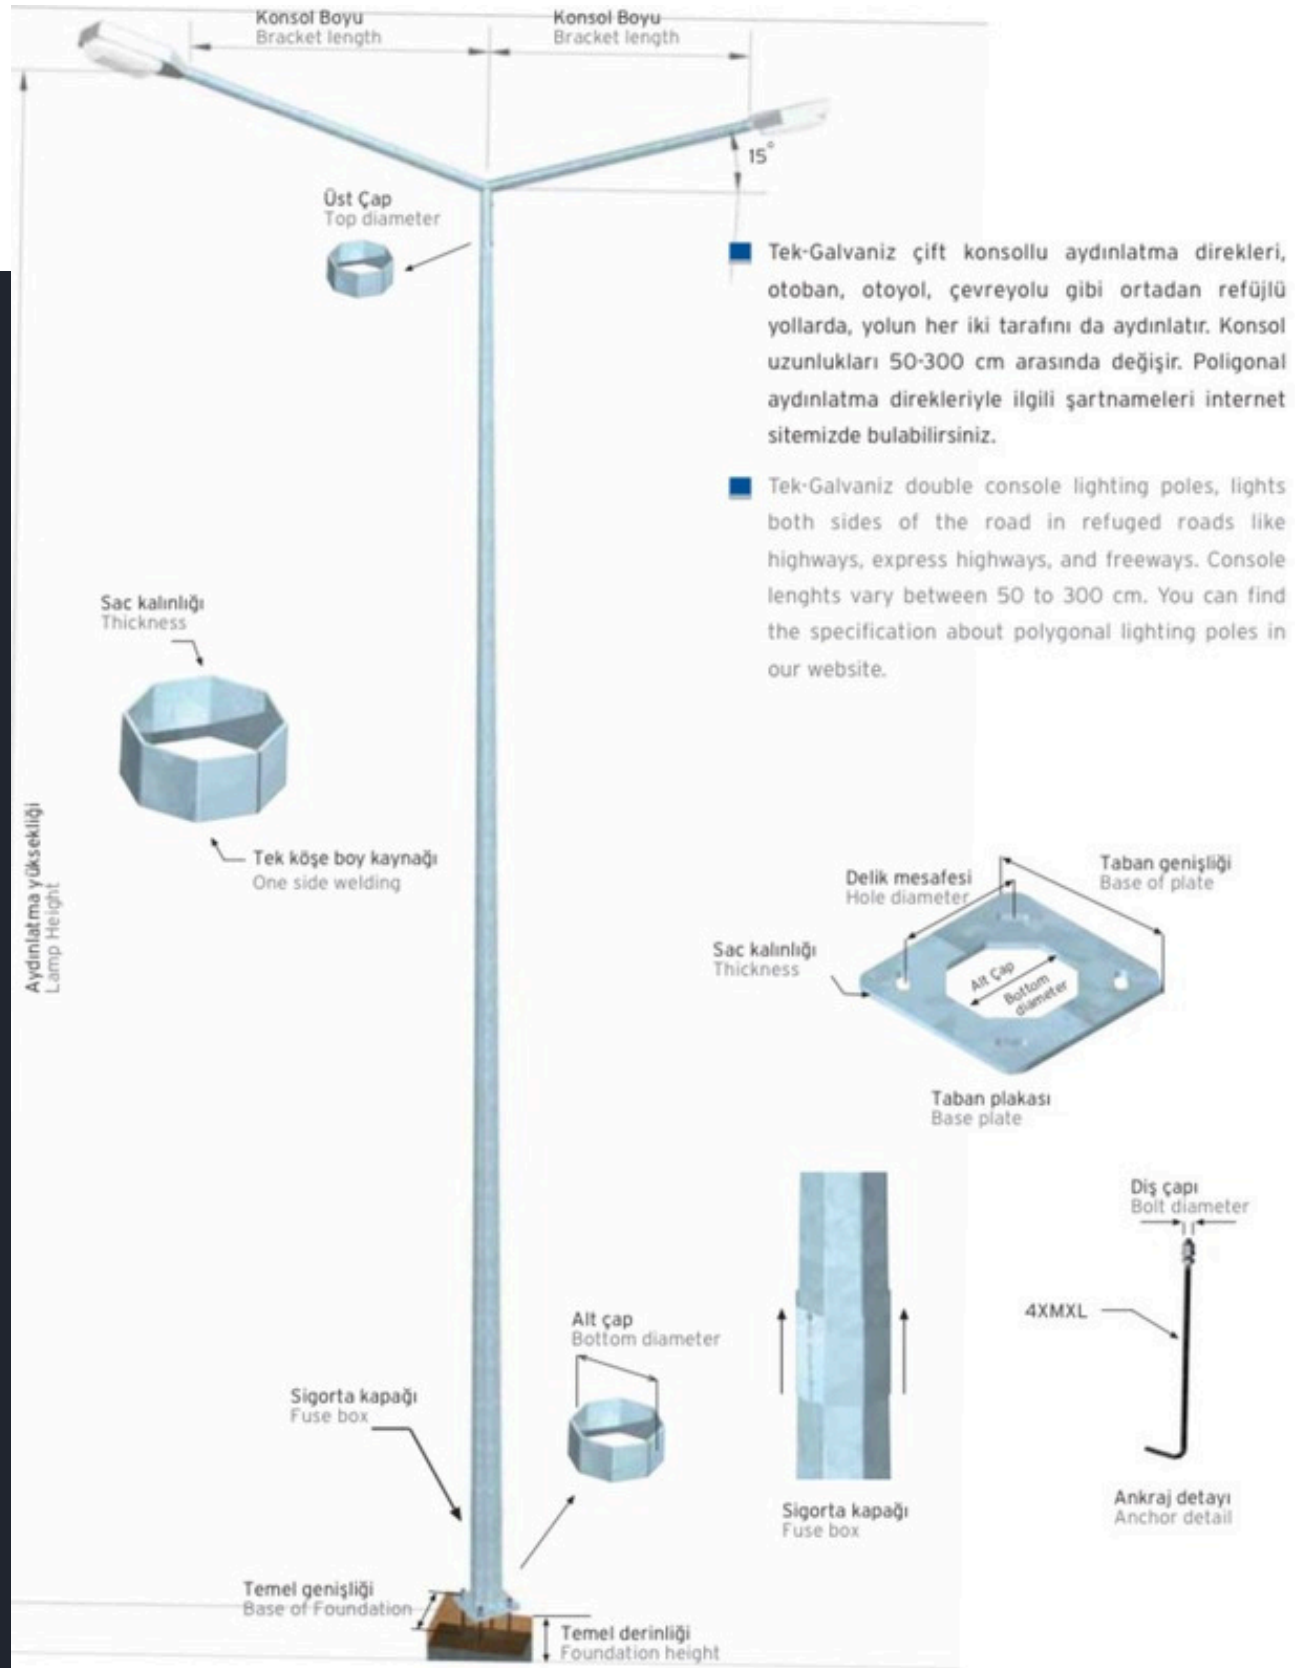 Konsol Boyu
Bracket length
Konsol Boyu
Bracket length
15°
Üst Çap
Top diameter
Tek-Galvaniz çift konsollu aydınlatma direkleri,
otoban, otoyol, çevreyolu gibi ortadan refüjlü
yollarda, yolun her iki tarafını da aydınlatır. Konsol
uzunlukları 50-300 cm arasında değişir. Poligonal
aydınlatma direkleriyle ilgili şartnameleri internet
sitemizde bulabilirsiniz.
Tek-Galvaniz double console lighting poles, lights
both sides of the road in refuged roads like
highways, express highways, and freeways. Console
lenghts vary between 50 to 300 cm. You can find
the specification about polygonal lighting poles in
our website.
Sac kalınlığı
Thickness
Tek köşe boy kaynağı
One side welding
Aydınlatma yüksekliği
Lamp Height
Delik mesafesi
Hole diameter
Taban genişliği
Base of plate
Sac kalınlığı
Thickness
Alt Çap
Bottom
diameter
Taban plakası
Base plate
Diş çapı
Bolt diameter
4XMXL
Ankraj detayı
Anchor detail
Sigorta kapağı
Fuse box
Alt çap
Bottom diameter
Sigorta kapağı
Fuse box
Temel genişliği
Base of Foundation
Temel derinliği
Foundation height